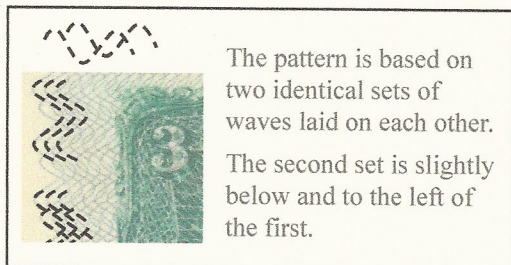 The pattern is based on
two identical sets of
waves laid on each other.
The second set is slightly
below and to the left of
the first.
3